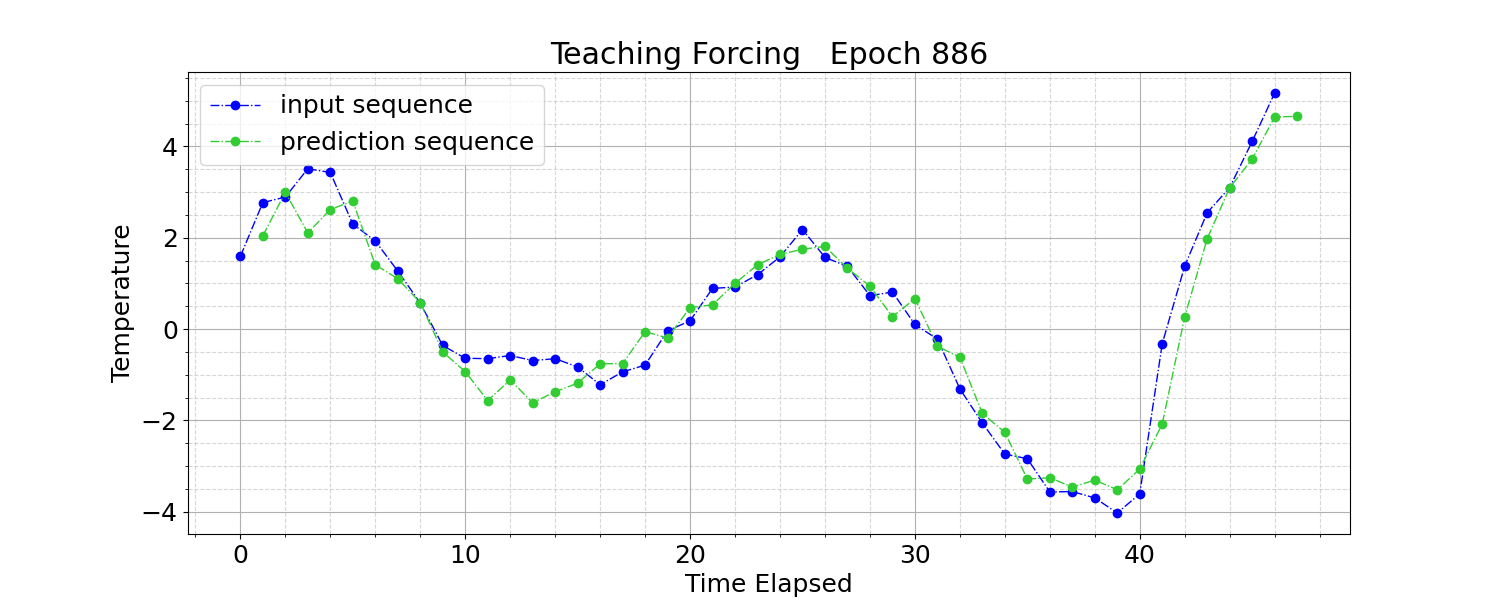 Teaching Forcing   Epoch 886
input sequence
prediction sequence
Temperature
4
2
0
−2
−4
0 10 20 30 40
Time Elapsed